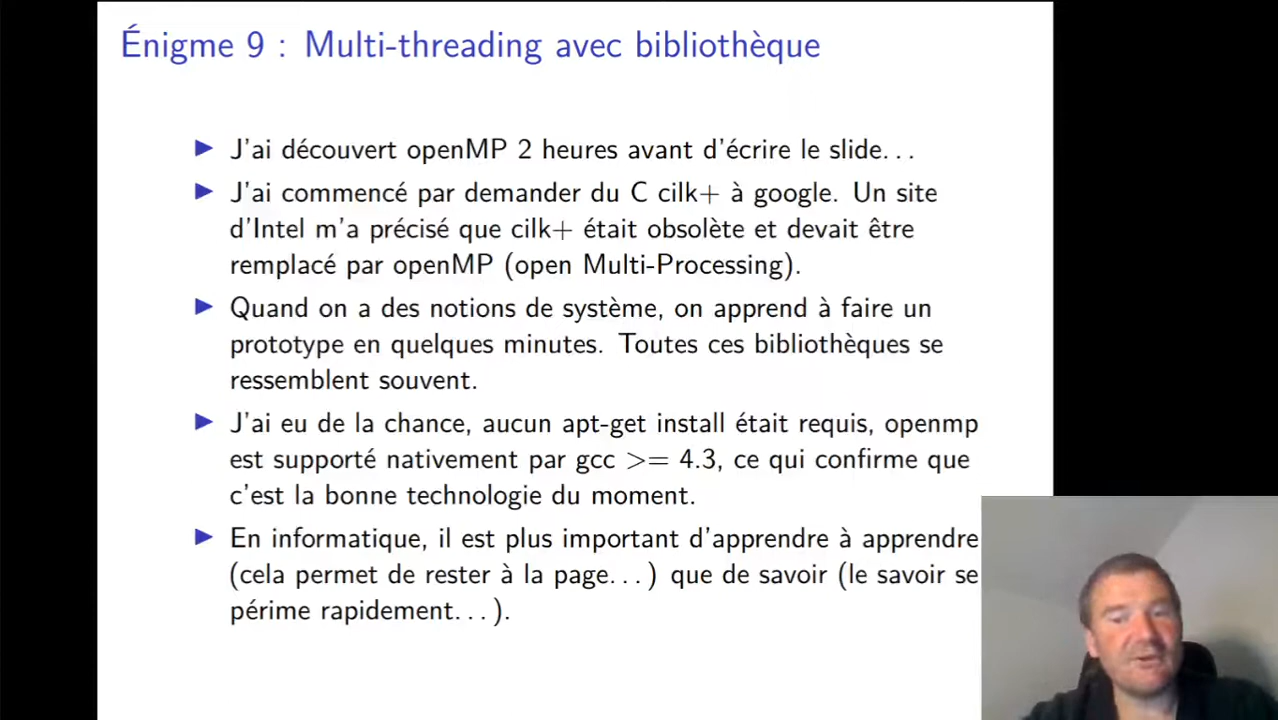 Énigme 9 : Multi-threading avec bibliothèque
J'ai découvert openMP 2 heures avant d'écrire le slide...
J'ai commencé par demander du C cilk+ à google. Un site
d'Intel m'a précisé que cilk+ était obsolète et devait être
remplacé par openMP (open Multi-Processing).
Quand on a des notions de système, on apprend à faire un
prototype en quelques minutes. Toutes ces bibliothèques se
ressemblent souvent.
J'ai eu de la chance, aucun apt-get install était requis, openmp
est supporté nativement par gcc >= 4.3, ce qui confirme que
c'est la bonne technologie du moment.
En informatique, il est plus important d'apprendre à apprendre
(cela permet de rester à la page...) que de savoir (le savoir se
périme rapidement...).